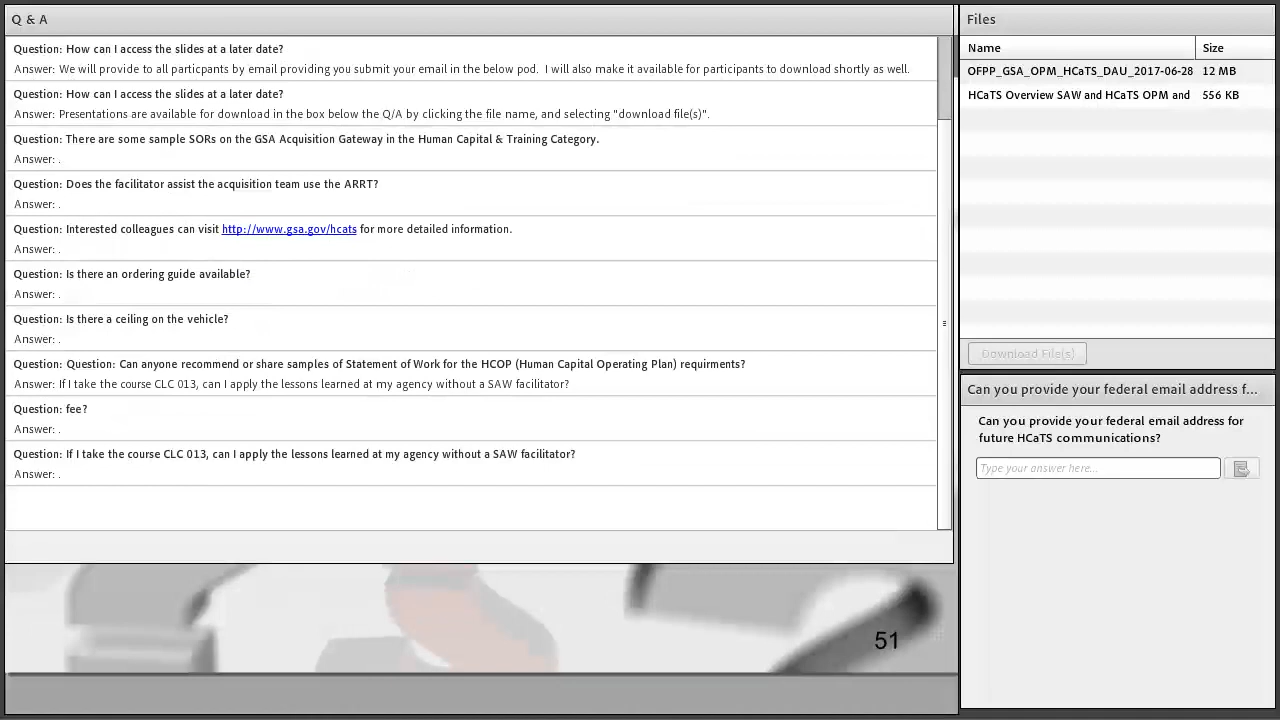 Q & A
Question: How can I access the slides at a later date?
Answer: We will provide to all particpants by email providing you submit your email in the below pod.  I will also make it available for participants to download shortly as well.
Question: How can I access the slides at a later date?
Answer: Presentations are available for download in the box below the Q/A by clicking the file name, and selecting "download file(s)".
Question: There are some sample SORs on the GSA Acquisition Gateway in the Human Capital & Training Category.
Answer: .
Question: Does the facilitator assist the acquisition team use the ARRT?
Answer: .
Question: Interested colleagues can visit http://www.gsa.gov/hcats for more detailed information.
Answer: .
Question: Is there an ordering guide available?
Answer: .
Question: Is there a ceiling on the vehicle?
Answer: .
Question: Question: Can anyone recommend or share samples of Statement of Work for the HCOP (Human Capital Operating Plan) requirments?
Answer: If I take the course CLC 013, can I apply the lessons learned at my agency without a SAW facilitator?
Question: fee?
Answer: .
Question: If I take the course CLC 013, can I apply the lessons learned at my agency without a SAW facilitator?
Answer: .
51
Files
Name Size
OFPP_GSA_OPM_HCaTS_DAU_2017-06-28 12 MB
HCaTS Overview SAW and HCaTS OPM and 556 KB
Download File(s)
Can you provide your federal email address f...
Can you provide your federal email address for
future HCaTS communications?
Type your answer here...